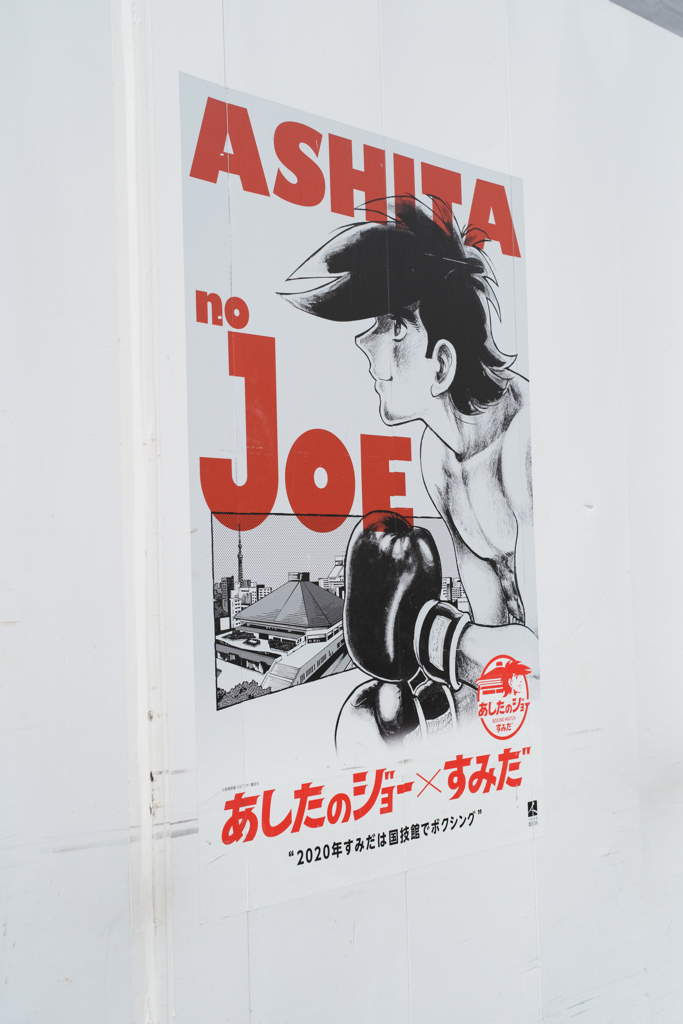 ASHITA
no
JOE
あしたのジョー
BOXING MATCH
すみだ
あしたのジョー×すみだ
“2020年すみだは国技館でボクシング”